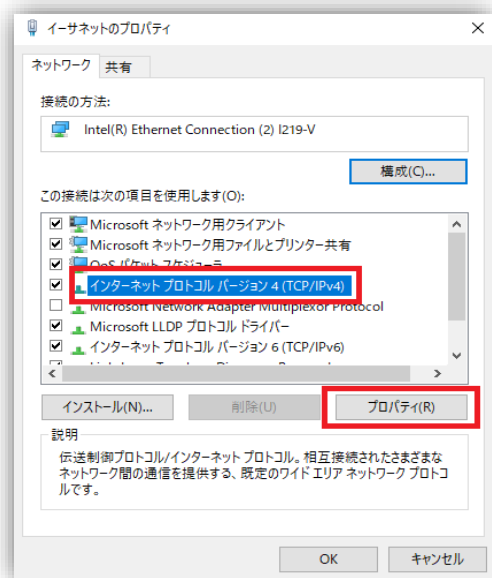 イーサネットのプロパティ
ネットワーク 共有
接続の方法:
Intel(R) Ethernet Connection (2) I219-V
構成(C)...
この接続は次の項目を使用します(O):
Microsoft ネットワーク用クライアント
Microsoft ネットワーク用ファイルとプリンター共有
QoS パケット スケジューラ
インターネット プロトコル バージョン 4 (TCP/IPv4)
Microsoft Network Adapter Multiplexor Protocol
Microsoft LLDP プロトコル ドライバー
インターネット プロトコル バージョン 6 (TCP/IPv6)
インストール(N)... 削除(U) プロパティ(R)
説明
伝送制御プロトコル/インターネット プロトコル。相互接続されたさまざまな
ネットワーク間の通信を提供する、既定のワイド エリア ネットワーク プロトコ
ルです。
OK キャンセル